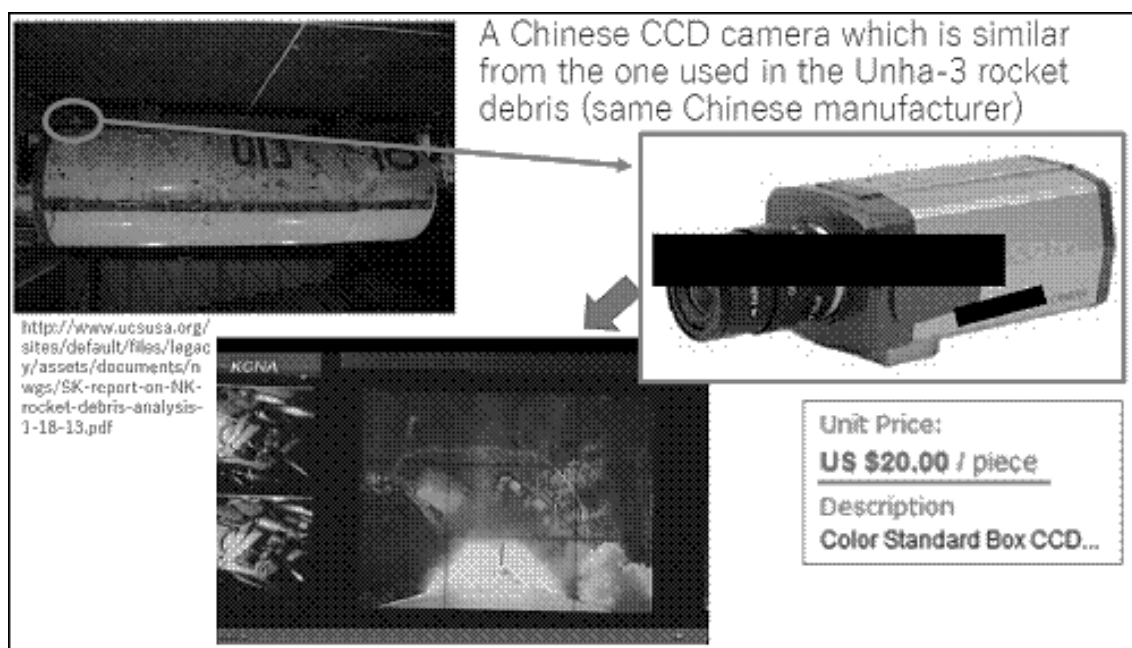 A Chinese CCD camera which is similar
from the one used in the Unha-3 rocket
debris (same Chinese manufacturer)
http://www.ucsusa.org/
sites/default/files/legac
y/assets/documents/n
wgs/SK-report-on-NK-
rocket-debris-analysis-
1-18-13.pdf
KCNA
Unit Price:
US $20.00 / piece
Description
Color Standard Box CCD...